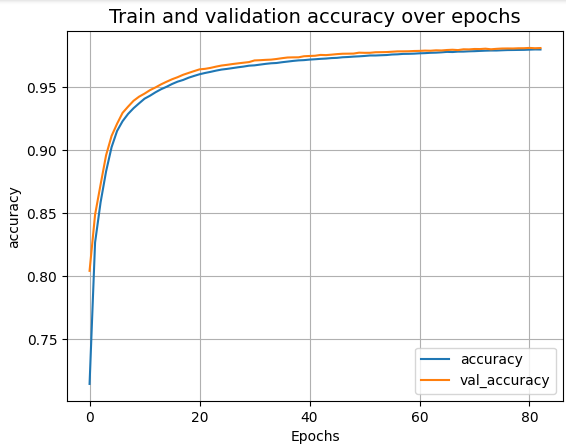 Train and validation accuracy over epochs
accuracy
0.95
0.90
0.85
0.80
0.75
0
20
40
60
80
Epochs
accuracy
val_accuracy